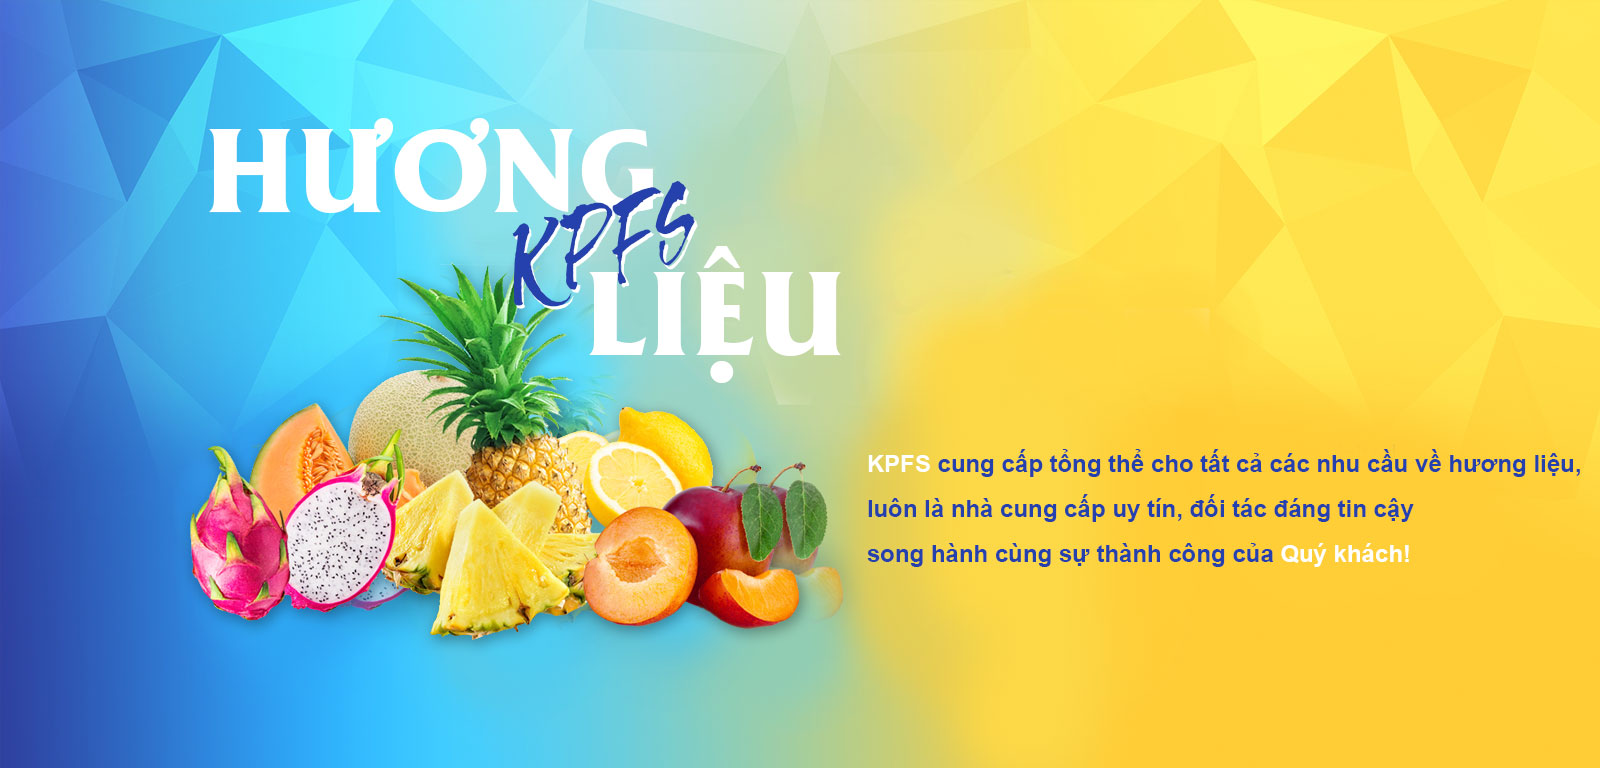 HƯƠNG
KPFS
LIỆU
KPFS cung cấp tổng thể cho tất cả các nhu cầu về hương liệu,
luôn là nhà cung cấp uy tín, đối tác đáng tin cậy
song hành cùng sự thành công của Quý khách!